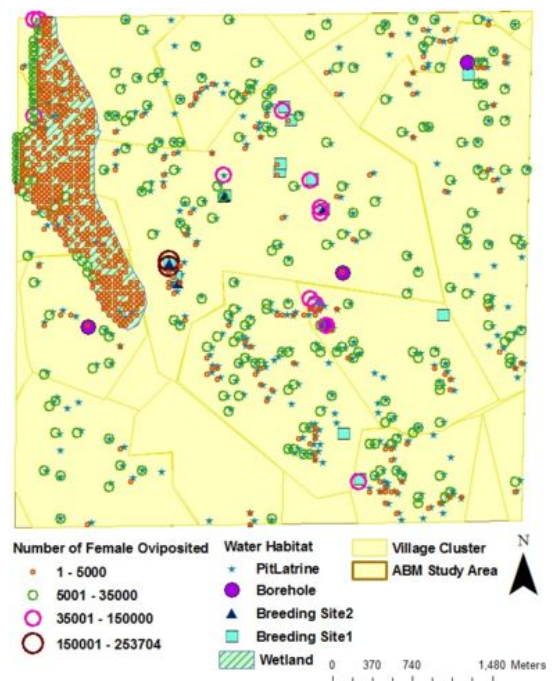 Number of Female Oviposited
1 - 5000
5001 - 35000
35001 - 150000
150001 - 253704
Water Habitat
PitLatrine
Borehole
Breeding Site2
Breeding Site1
Wetland
Village Cluster
ABM Study Area
N
0 370 740 1,480 Meters